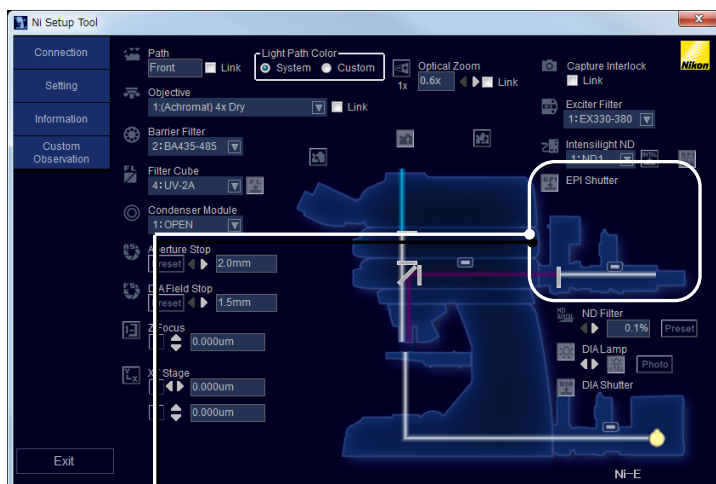 Ni Setup Tool
Connection
Setting
Information
Custom
Observation
Exit
Path
Front
Link
Light Path Color
System
Custom
1x
Optical Zoom
0.6x
Link
Capture Interlock
Link
Nikon
Objective
1:(Achromat) 4x Dry
Link
Exciter Filter
1:EX330-380
Barrier Filter
2:BA435-485
Intensilight ND
1:ND1
Filter Cube
4:UV-2A
EPI Shutter
Condenser Module
1:OPEN
Aperture Stop
Preset
2.0mm
DIA Field Stop
Preset
1.5mm
ND Filter
0.1%
Preset
Z Focus
0.000um
DIA Lamp
Photo
XY Stage
0.000um
0.000um
DIA Shutter
Ni-E